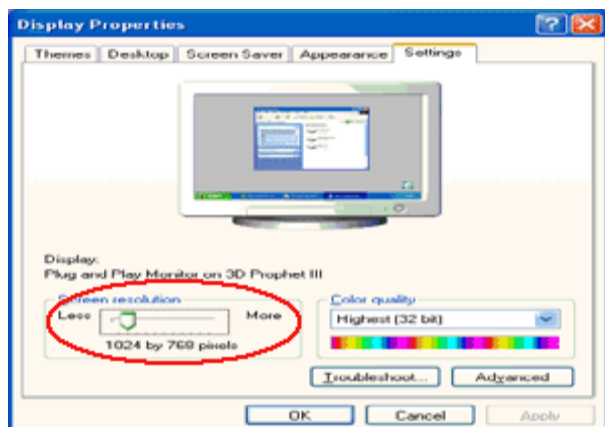 Display Properties
Themes Desktop Screen Saver Appearance Settings
Display:
Plug and Play Monitor on 3D Prophet III
Screen resolution
Less More
1024 by 768 pixels
Color quality
Highest (32 bit)
Troubleshoot... Advanced
OK Cancel Apply